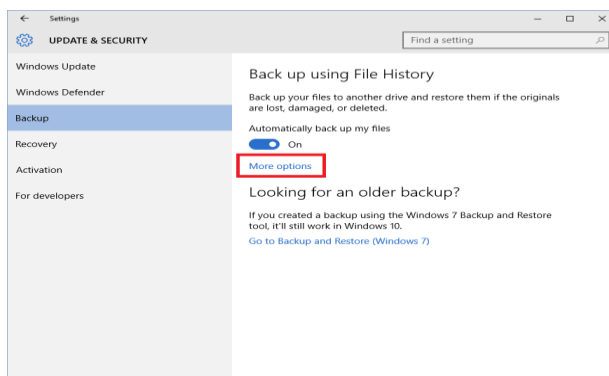 Settings
UPDATE & SECURITY
Find a setting
Windows Update
Windows Defender
Backup
Recovery
Activation
For developers
Back up using File History
Back up your files to another drive and restore them if the originals
are lost, damaged, or deleted.
Automatically back up my files
On
More options
Looking for an older backup?
If you created a backup using the Windows 7 Backup and Restore
tool, it'll still work in Windows 10.
Go to Backup and Restore (Windows 7)